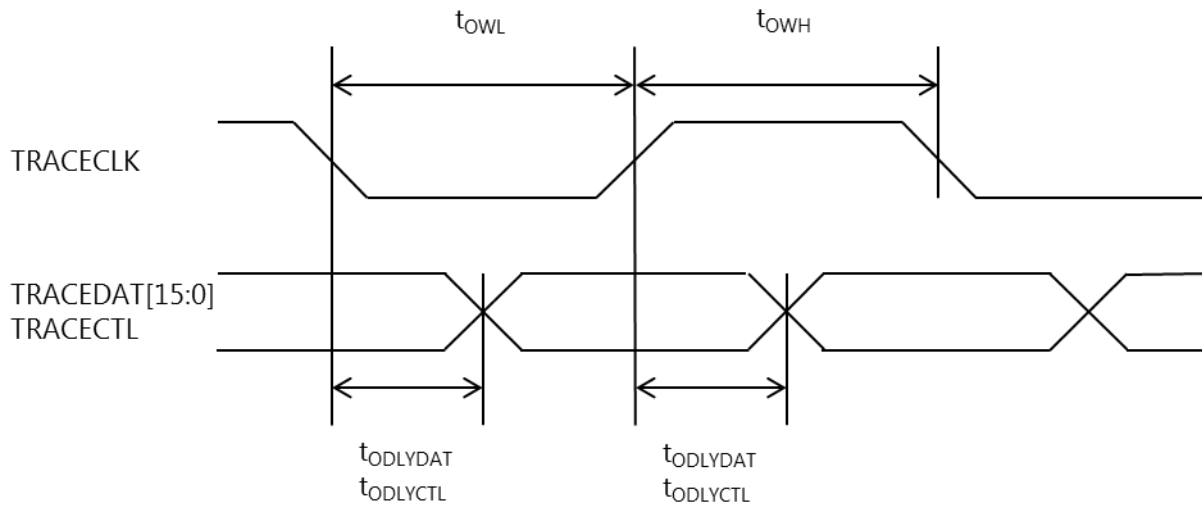 tOWL
tOWH
TRACECLK
TRACEDAT[15:0]
TRACECTL
tODLYDAT
tODLYCTL
tODLYDAT
tODLYCTL